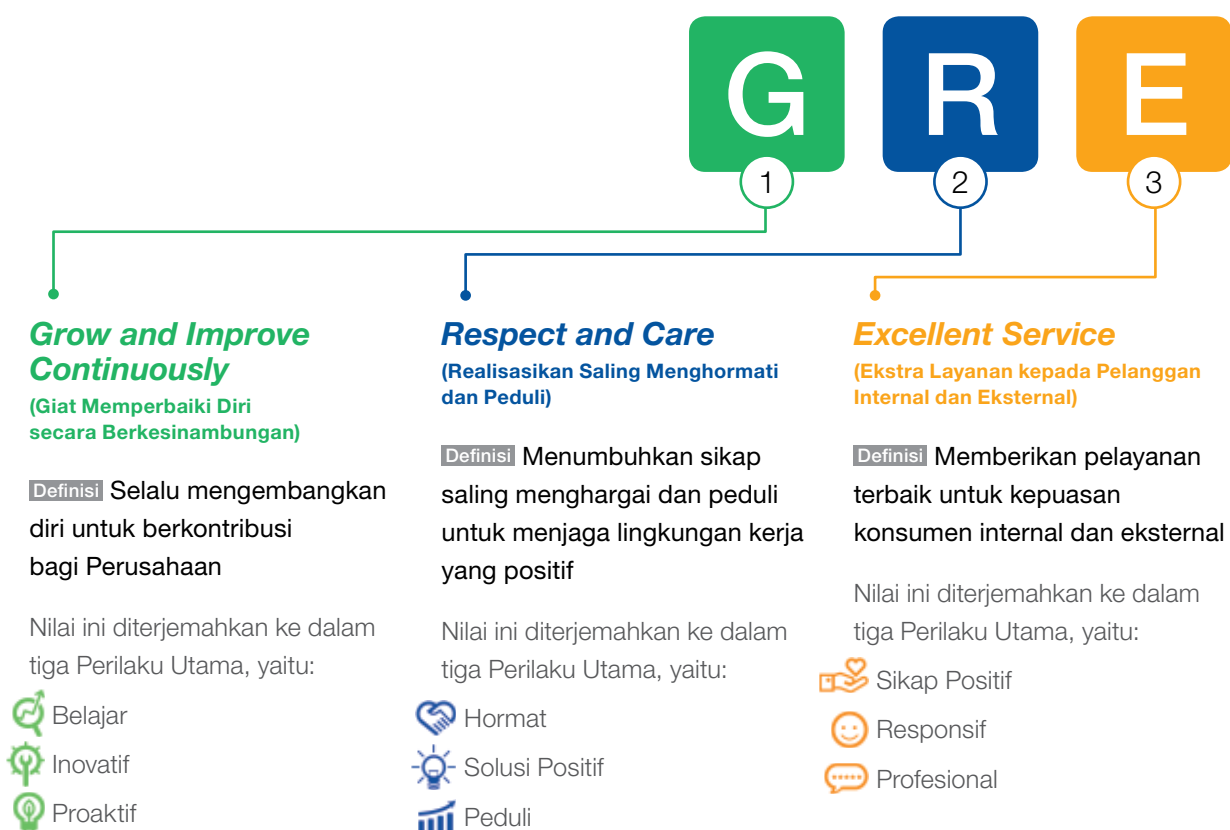 G R E
1 2 3
Grow and Improve
Continuously
(Giat Memperbaiki Diri
secara Berkesinambungan)
Definisi Selalu mengembangkan
diri untuk berkontribusi
bagi Perusahaan
Nilai ini diterjemahkan ke dalam
tiga Perilaku Utama, yaitu:
Belajar
Inovatif
Proaktif
Respect and Care
(Realisasikan Saling Menghormati
dan Peduli)
Definisi Menumbuhkan sikap
saling menghargai dan peduli
untuk menjaga lingkungan kerja
yang positif
Nilai ini diterjemahkan ke dalam
tiga Perilaku Utama, yaitu:
Hormat
Solusi Positif
Peduli
Excellent Service
(Ekstra Layanan kepada Pelanggan
Internal dan Eksternal)
Definisi Memberikan pelayanan
terbaik untuk kepuasan
konsumen internal dan eksternal
Nilai ini diterjemahkan ke dalam
tiga Perilaku Utama, yaitu:
Sikap Positif
Responsif
Profesional